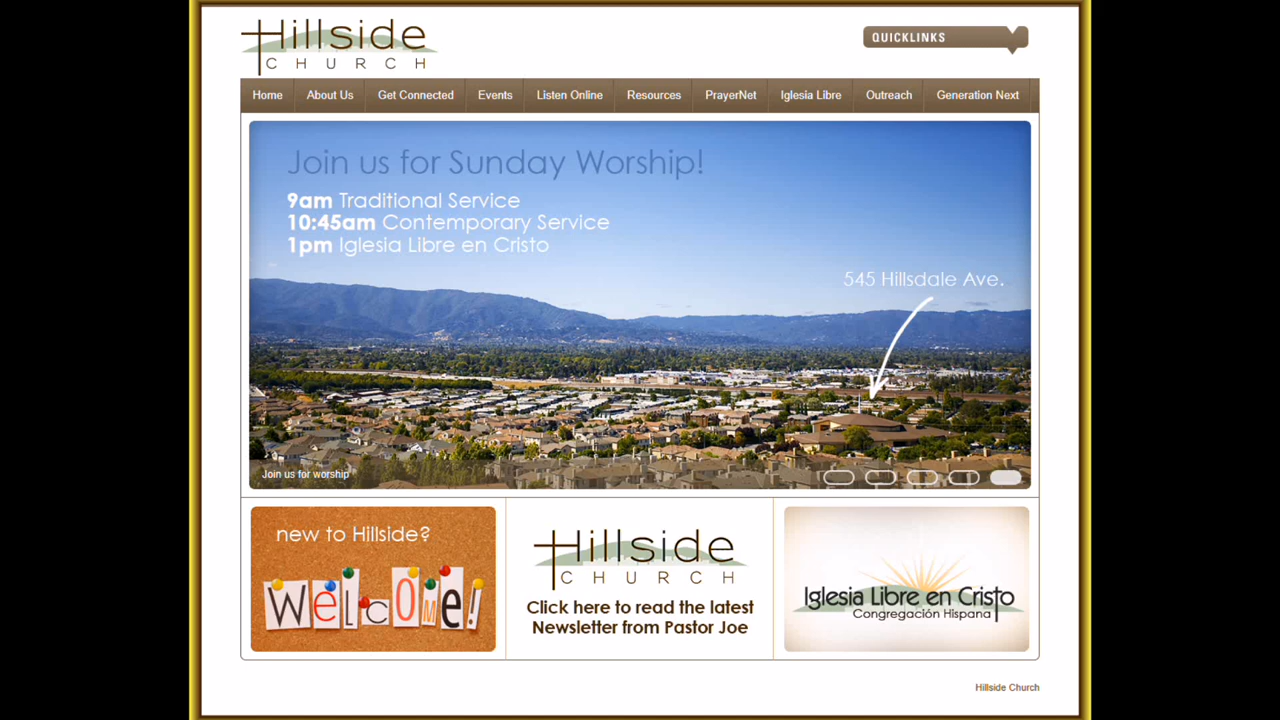 Hillside
CHURCH
QUICKLINKS
Home About Us Get Connected Events Listen Online Resources PrayerNet Iglesia Libre Outreach Generation Next
Join us for Sunday Worship!
9am Traditional Service
10:45am Contemporary Service
1pm Iglesia Libre en Cristo
545 Hillsdale Ave.
Join us for worship
new to Hillside?
WeLcOMe!
Hillside
CHURCH
Click here to read the latest
Newsletter from Pastor Joe
Iglesia Libre en Cristo
Congregación Hispana
Hillside Church